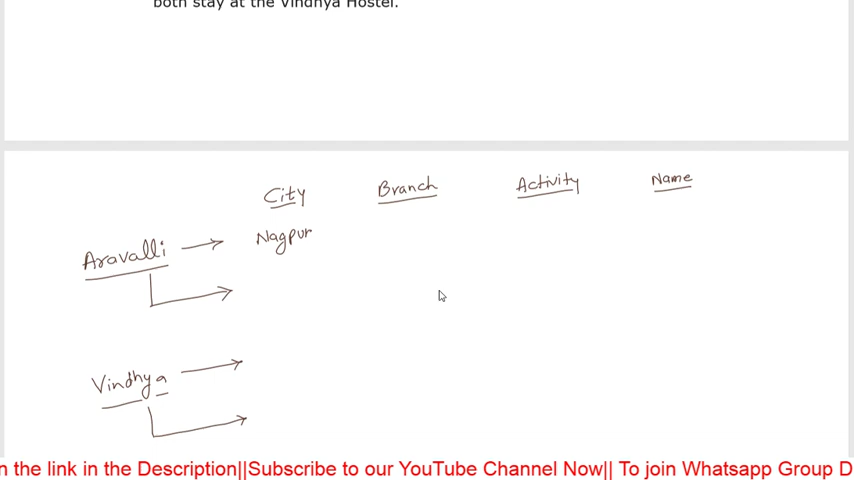 both stay at the Vindhya Hostel.
City Branch Activity Name
Aravalli Nagpur
Vindhya
n the link in the Description||Subscribe to our YouTube Channel Now|| To join Whatsapp Group D